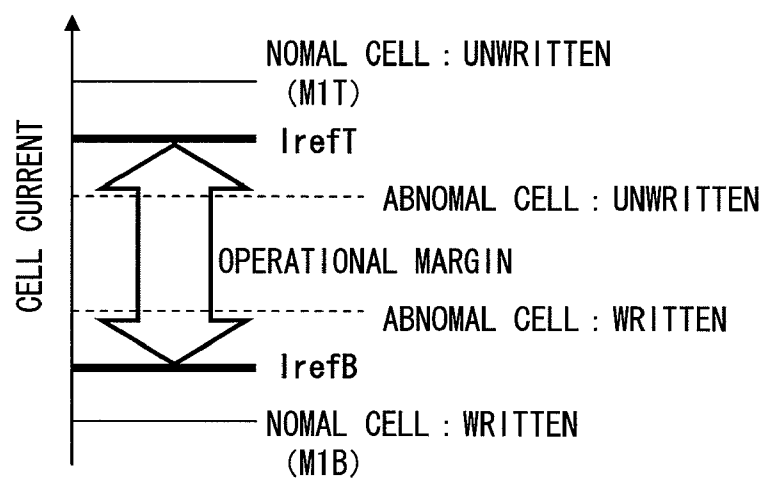 NOMAL CELL : UNWRITTEN
(M1T)
IrefT
ABNOMAL CELL : UNWRITTEN
CELL CURRENT
OPERATIONAL MARGIN
ABNOMAL CELL : WRITTEN
IrefB
NOMAL CELL : WRITTEN
(M1B)